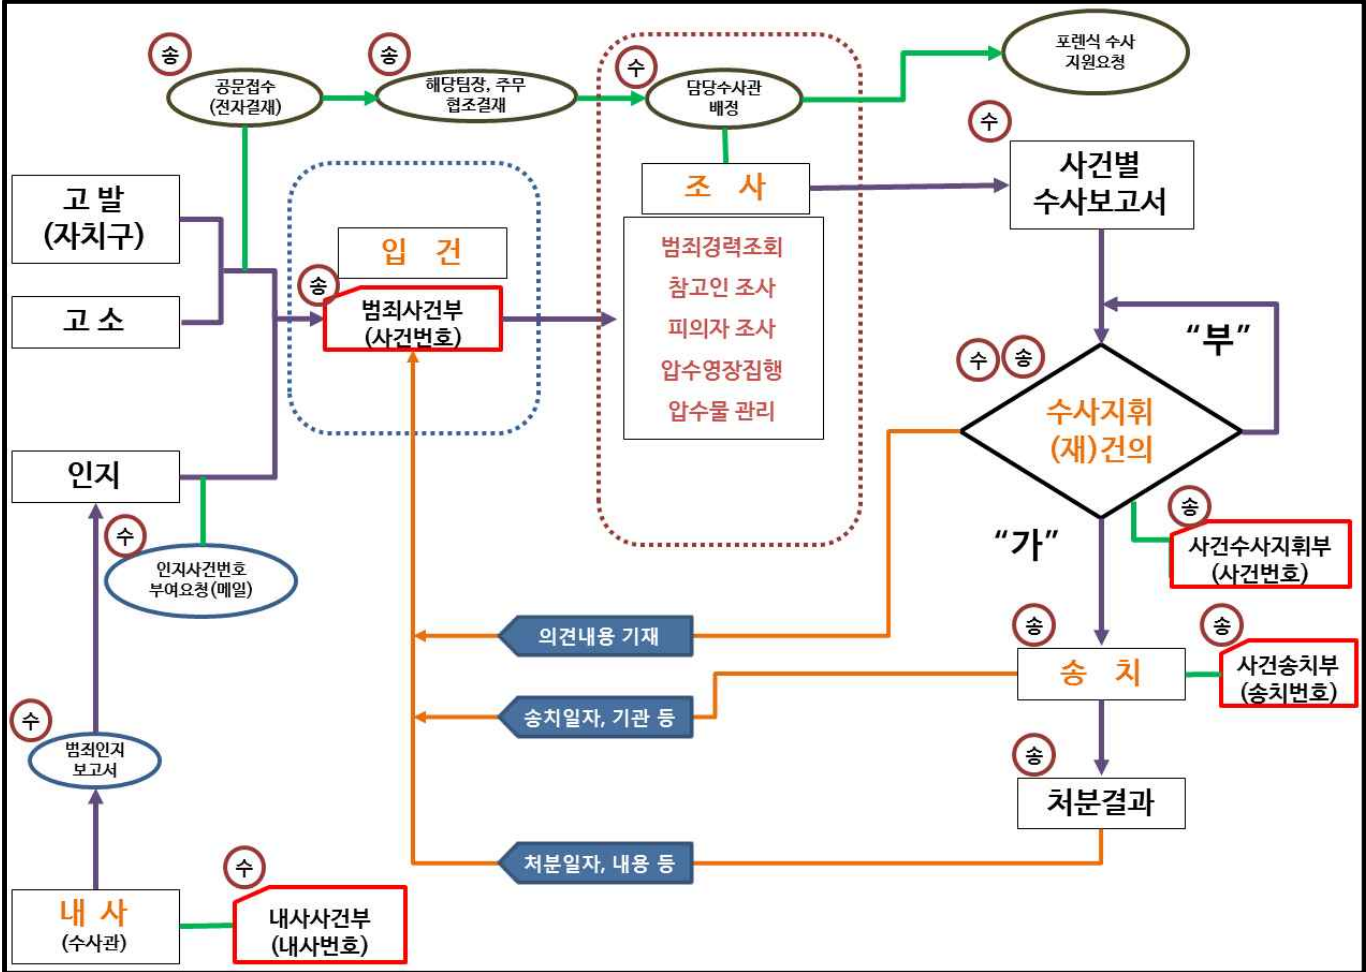 송
공문접수
(전자결재)
송
해당팀장, 주무
협조결재
수
담당수사관
배정
포렌식 수사
지원요청
고 발
(자치구)
고 소
입 건
송
범죄사건부
(사건번호)
조 사
범죄경력조회
참고인 조사
피의자 조사
압수영장집행
압수물 관리
수
사건별
수사보고서
“부”
수
송
수사지휘
(재)건의
“가”
송
사건수사지휘부
(사건번호)
인지
수
인지사건번호
부여요청(메일)
의견내용 기재
송
송 치
송
사건송치부
(송치번호)
송치일자, 기관 등
수
범죄인지
보고서
송
처분결과
처분일자, 내용 등
내 사
(수사관)
수
내사사건부
(내사번호)